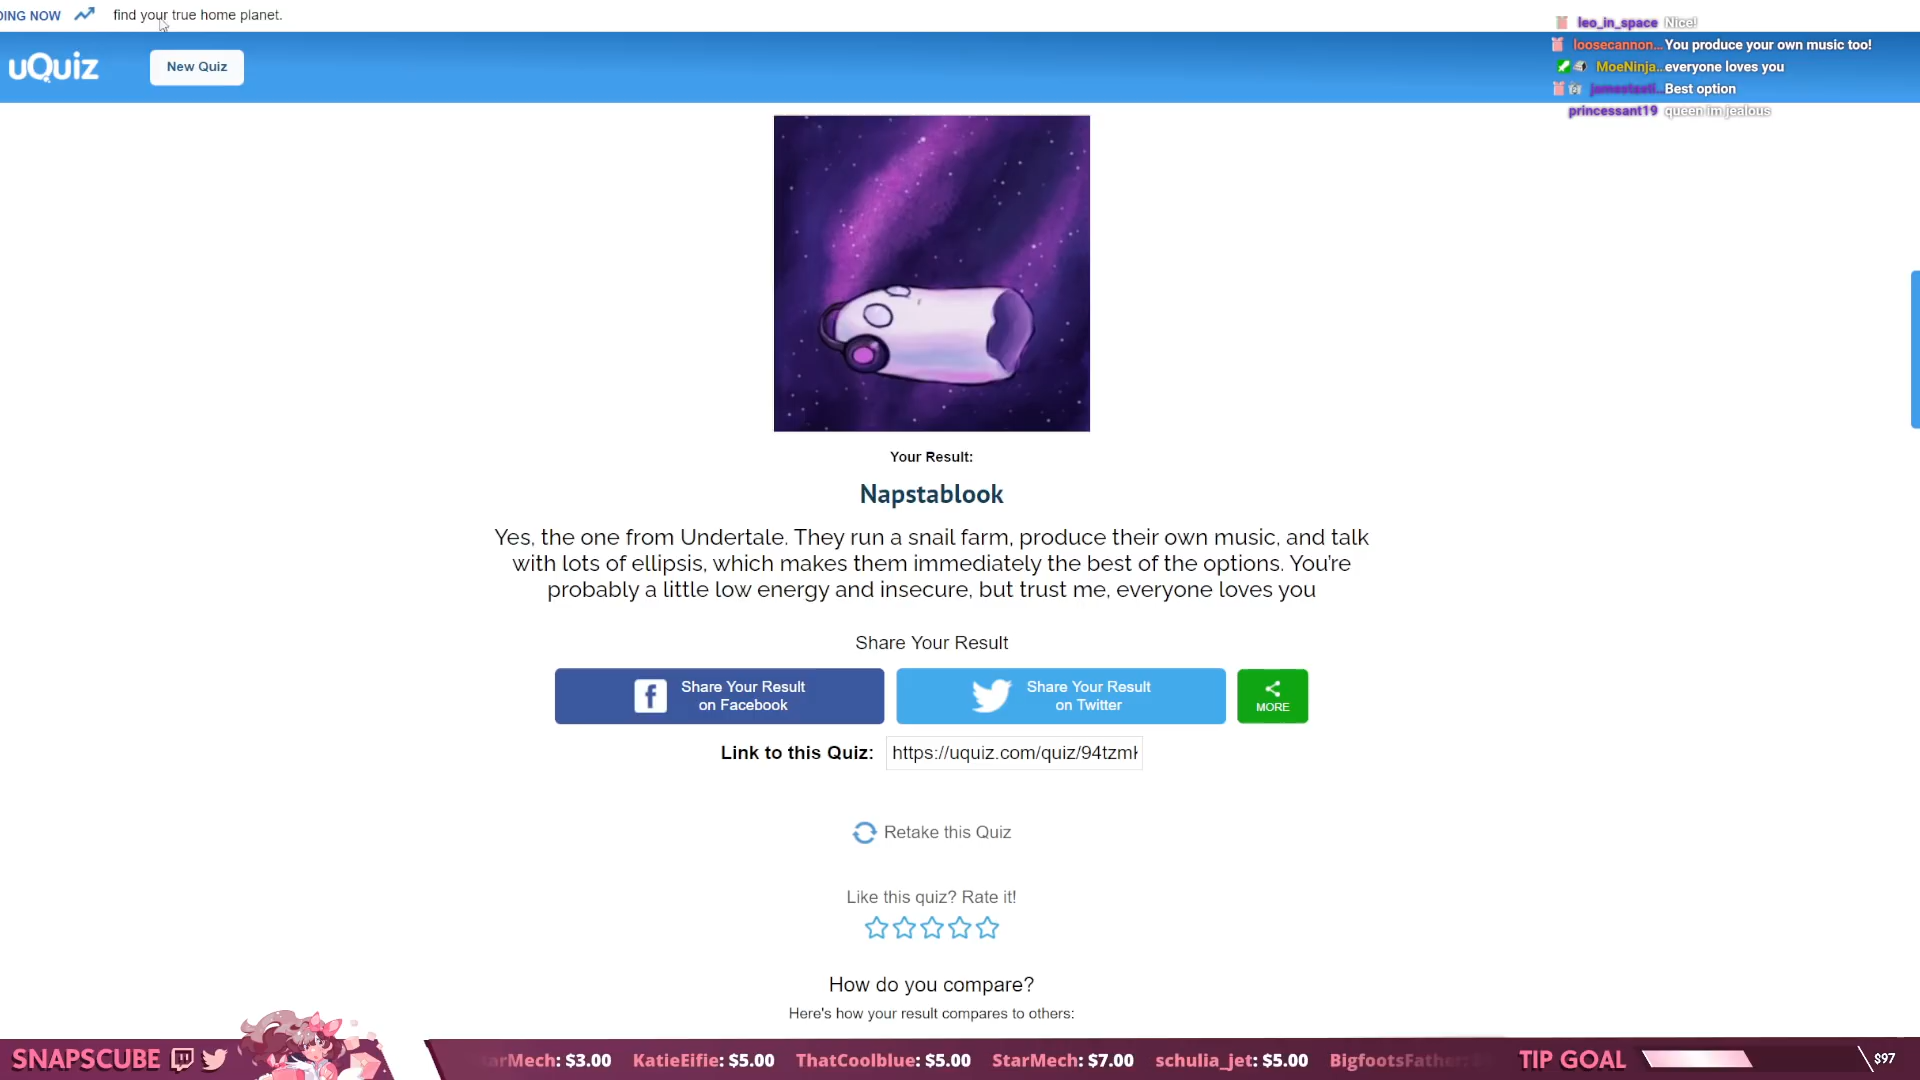 DING NOW find your true home planet.
uQuiz
New Quiz
leo_in_space Nice!
loosecannon... You produce your own music too!
MoeNinja... everyone loves you
Best option
princessant19 queen im jealous
Your Result:
Napstablook
Yes, the one from Undertale. They run a snail farm, produce their own music, and talk
with lots of ellipsis, which makes them immediately the best of the options. You're
probably a little low energy and insecure, but trust me, everyone loves you
Share Your Result
Share Your Result
on Facebook
Share Your Result
on Twitter
MORE
Link to this Quiz: https://uquiz.com/quiz/94tzm
Retake this Quiz
Like this quiz? Rate it!
How do you compare?
Here's how your result compares to others:
SNAPSCUBE
arMech: $3.00 KatieEifie: $5.00 ThatCoolblue: $5.00 StarMech: $7.00 schulia_jet: $5.00 BigfootsFather:
TIP GOAL
$97